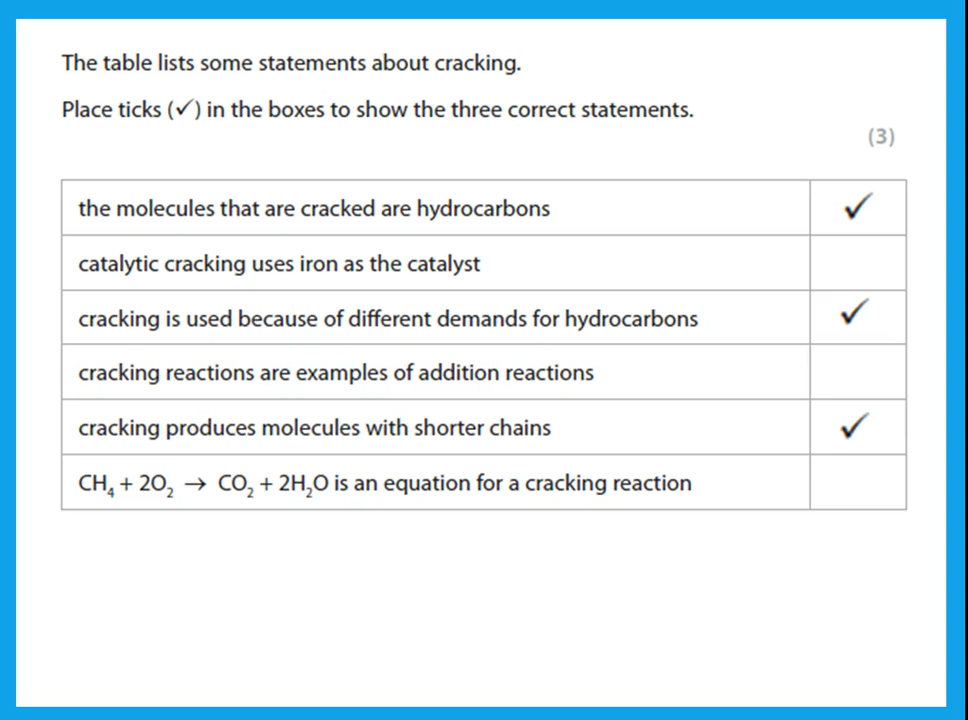 The table lists some statements about cracking.
Place ticks (✓) in the boxes to show the three correct statements.
(3)
the molecules that are cracked are hydrocarbons ✓
catalytic cracking uses iron as the catalyst
cracking is used because of different demands for hydrocarbons ✓
cracking reactions are examples of addition reactions
cracking produces molecules with shorter chains ✓
CH₄ + 2O₂ → CO₂ + 2H₂O is an equation for a cracking reaction